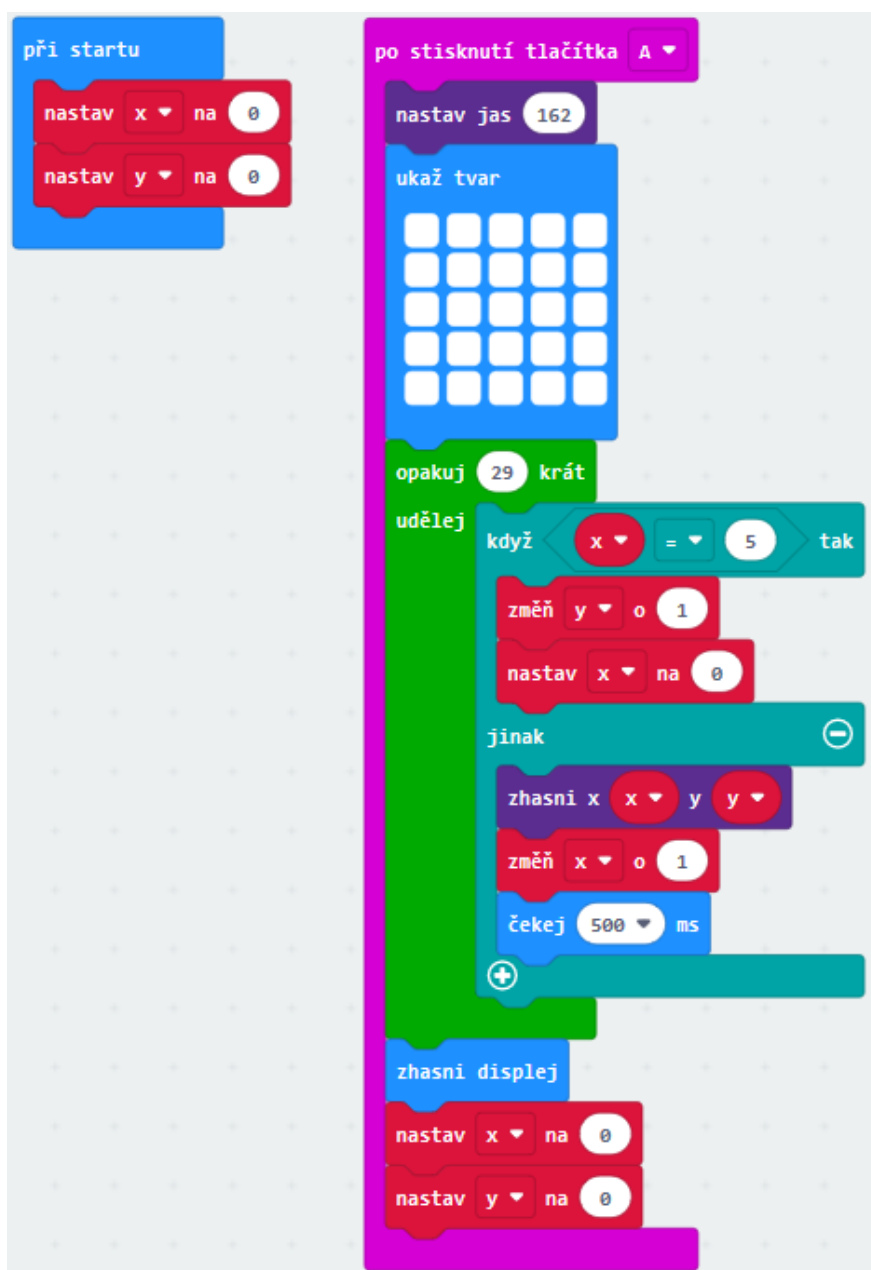 při startu
nastav x na 0
nastav y na 0
po stisknutí tlačítka A
nastav jas 162
ukaž tvar
opakuj 29 krát
udělej
když x = 5 tak
změň y o 1
nastav x na 0
jinak
zhasni x x y y
změň x o 1
čekej 500 ms
zhasni displej
nastav x na 0
nastav y na 0